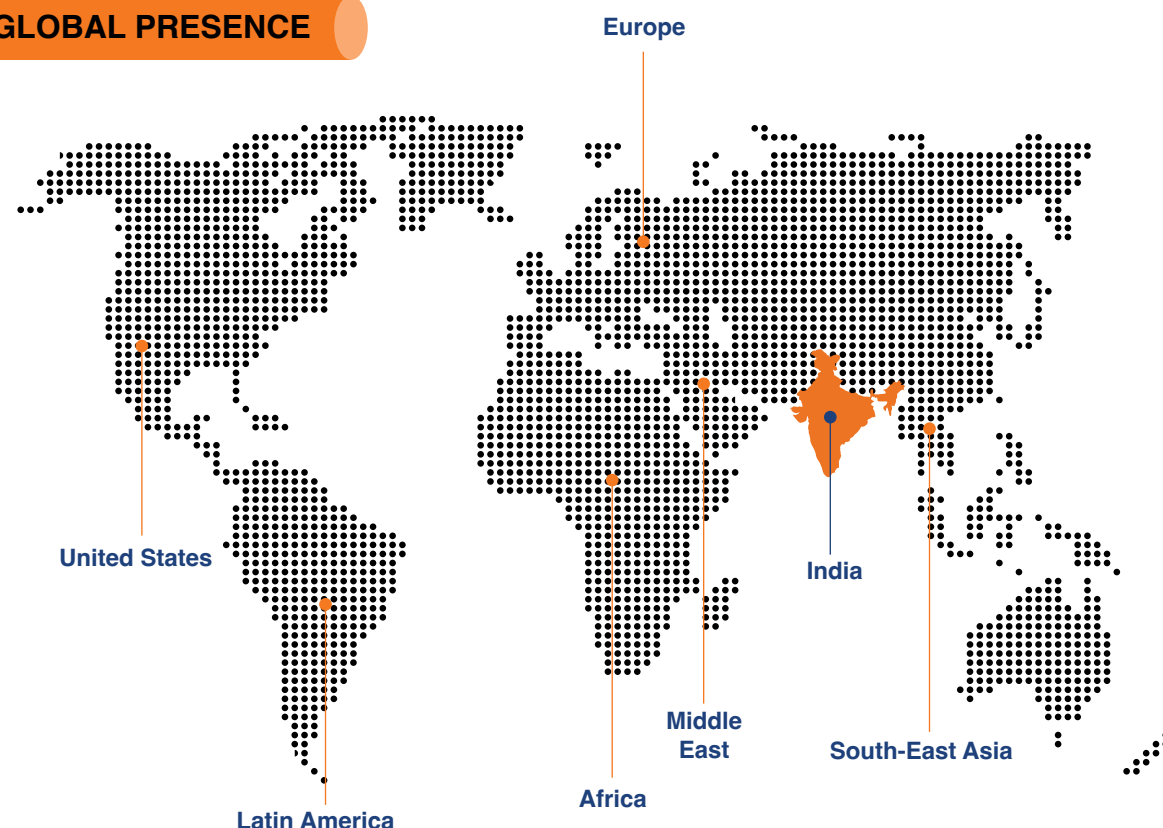 GLOBAL PRESENCE
Europe
United States
India
Middle
East
South-East Asia
Africa
Latin America